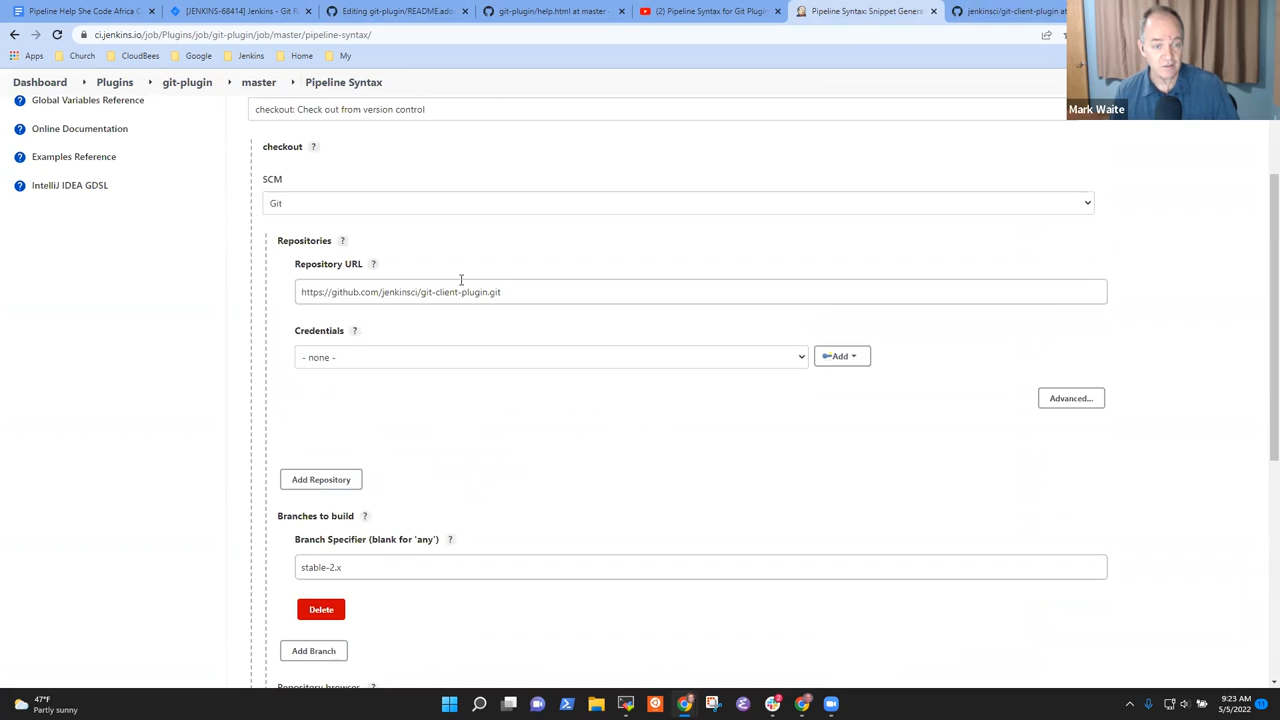 Pipeline Help She Code Africa C
[JENKINS-68414] Jenkins - Git F
Editing git-plugin/README.ado
git-plugin/help.html at master
Pipeline Syntax for Git Plugin
Pipeline Syntax: Snippet Genera
jenkinsci/git-client-plugin at
ci.jenkins.io/job/Plugins/job/git-plugin/job/master/pipeline-syntax/
Apps
Church
CloudBees
Google
Jenkins
Home
My
Mark Waite
Dashboard
Plugins
git-plugin
master
Pipeline Syntax
Global Variables Reference
Online Documentation
Examples Reference
IntelliJ IDEA GDSL
checkout: Check out from version control
checkout ?
SCM
Git
Repositories ?
Repository URL ?
https://github.com/jenkinsci/git-client-plugin.git
Credentials ?
- none -
Add
Advanced...
Add Repository
Branches to build ?
Branch Specifier (blank for 'any') ?
stable-2.x
Delete
Add Branch
Repository browser ?
47°F
Partly sunny
9:23 AM
5/5/2022